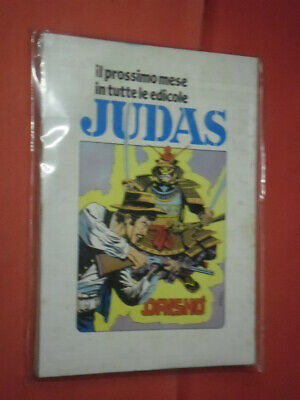 il prossimo mese
in tutte le edicole
JUDAS
DAISHO